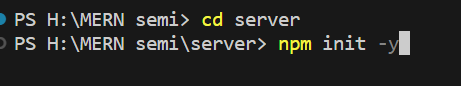 PS H:\MERN semi> cd server
PS H:\MERN semi\server> npm init -y